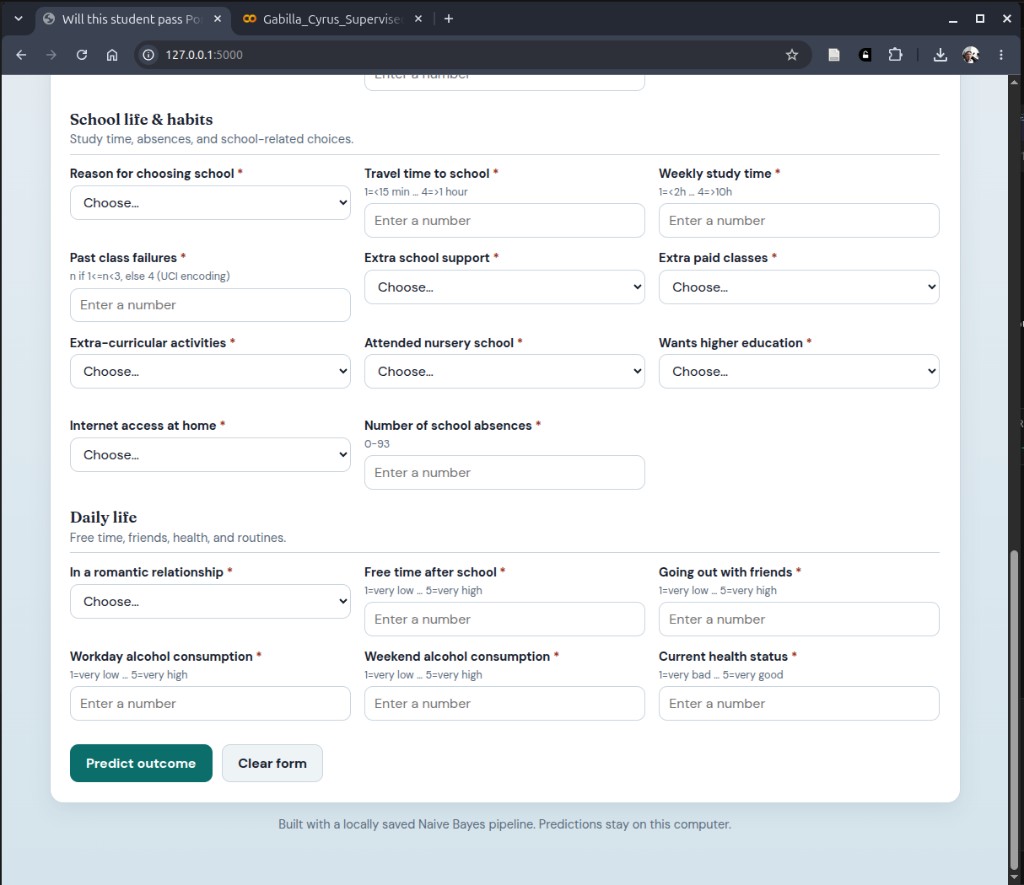 Will this student pass Po
Gabilla_Cyrus_Supervise
127.0.0.1:5000
Enter a number
School life & habits
Study time, absences, and school-related choices.
Reason for choosing school *
Travel time to school *
Weekly study time *
1=<15 min … 4=>1 hour
1=<2h … 4=>10h
Choose...
Enter a number
Enter a number
Past class failures *
Extra school support *
Extra paid classes *
n if 1<=n<3, else 4 (UCI encoding)
Enter a number
Choose...
Choose...
Extra-curricular activities *
Attended nursery school *
Wants higher education *
Choose...
Choose...
Choose...
Internet access at home *
Number of school absences *
0–93
Choose...
Enter a number
Daily life
Free time, friends, health, and routines.
In a romantic relationship *
Free time after school *
Going out with friends *
1=very low … 5=very high
1=very low … 5=very high
Choose...
Enter a number
Enter a number
Workday alcohol consumption *
Weekend alcohol consumption *
Current health status *
1=very low … 5=very high
1=very low … 5=very high
1=very bad … 5=very good
Enter a number
Enter a number
Enter a number
Predict outcome
Clear form
Built with a locally saved Naive Bayes pipeline. Predictions stay on this computer.